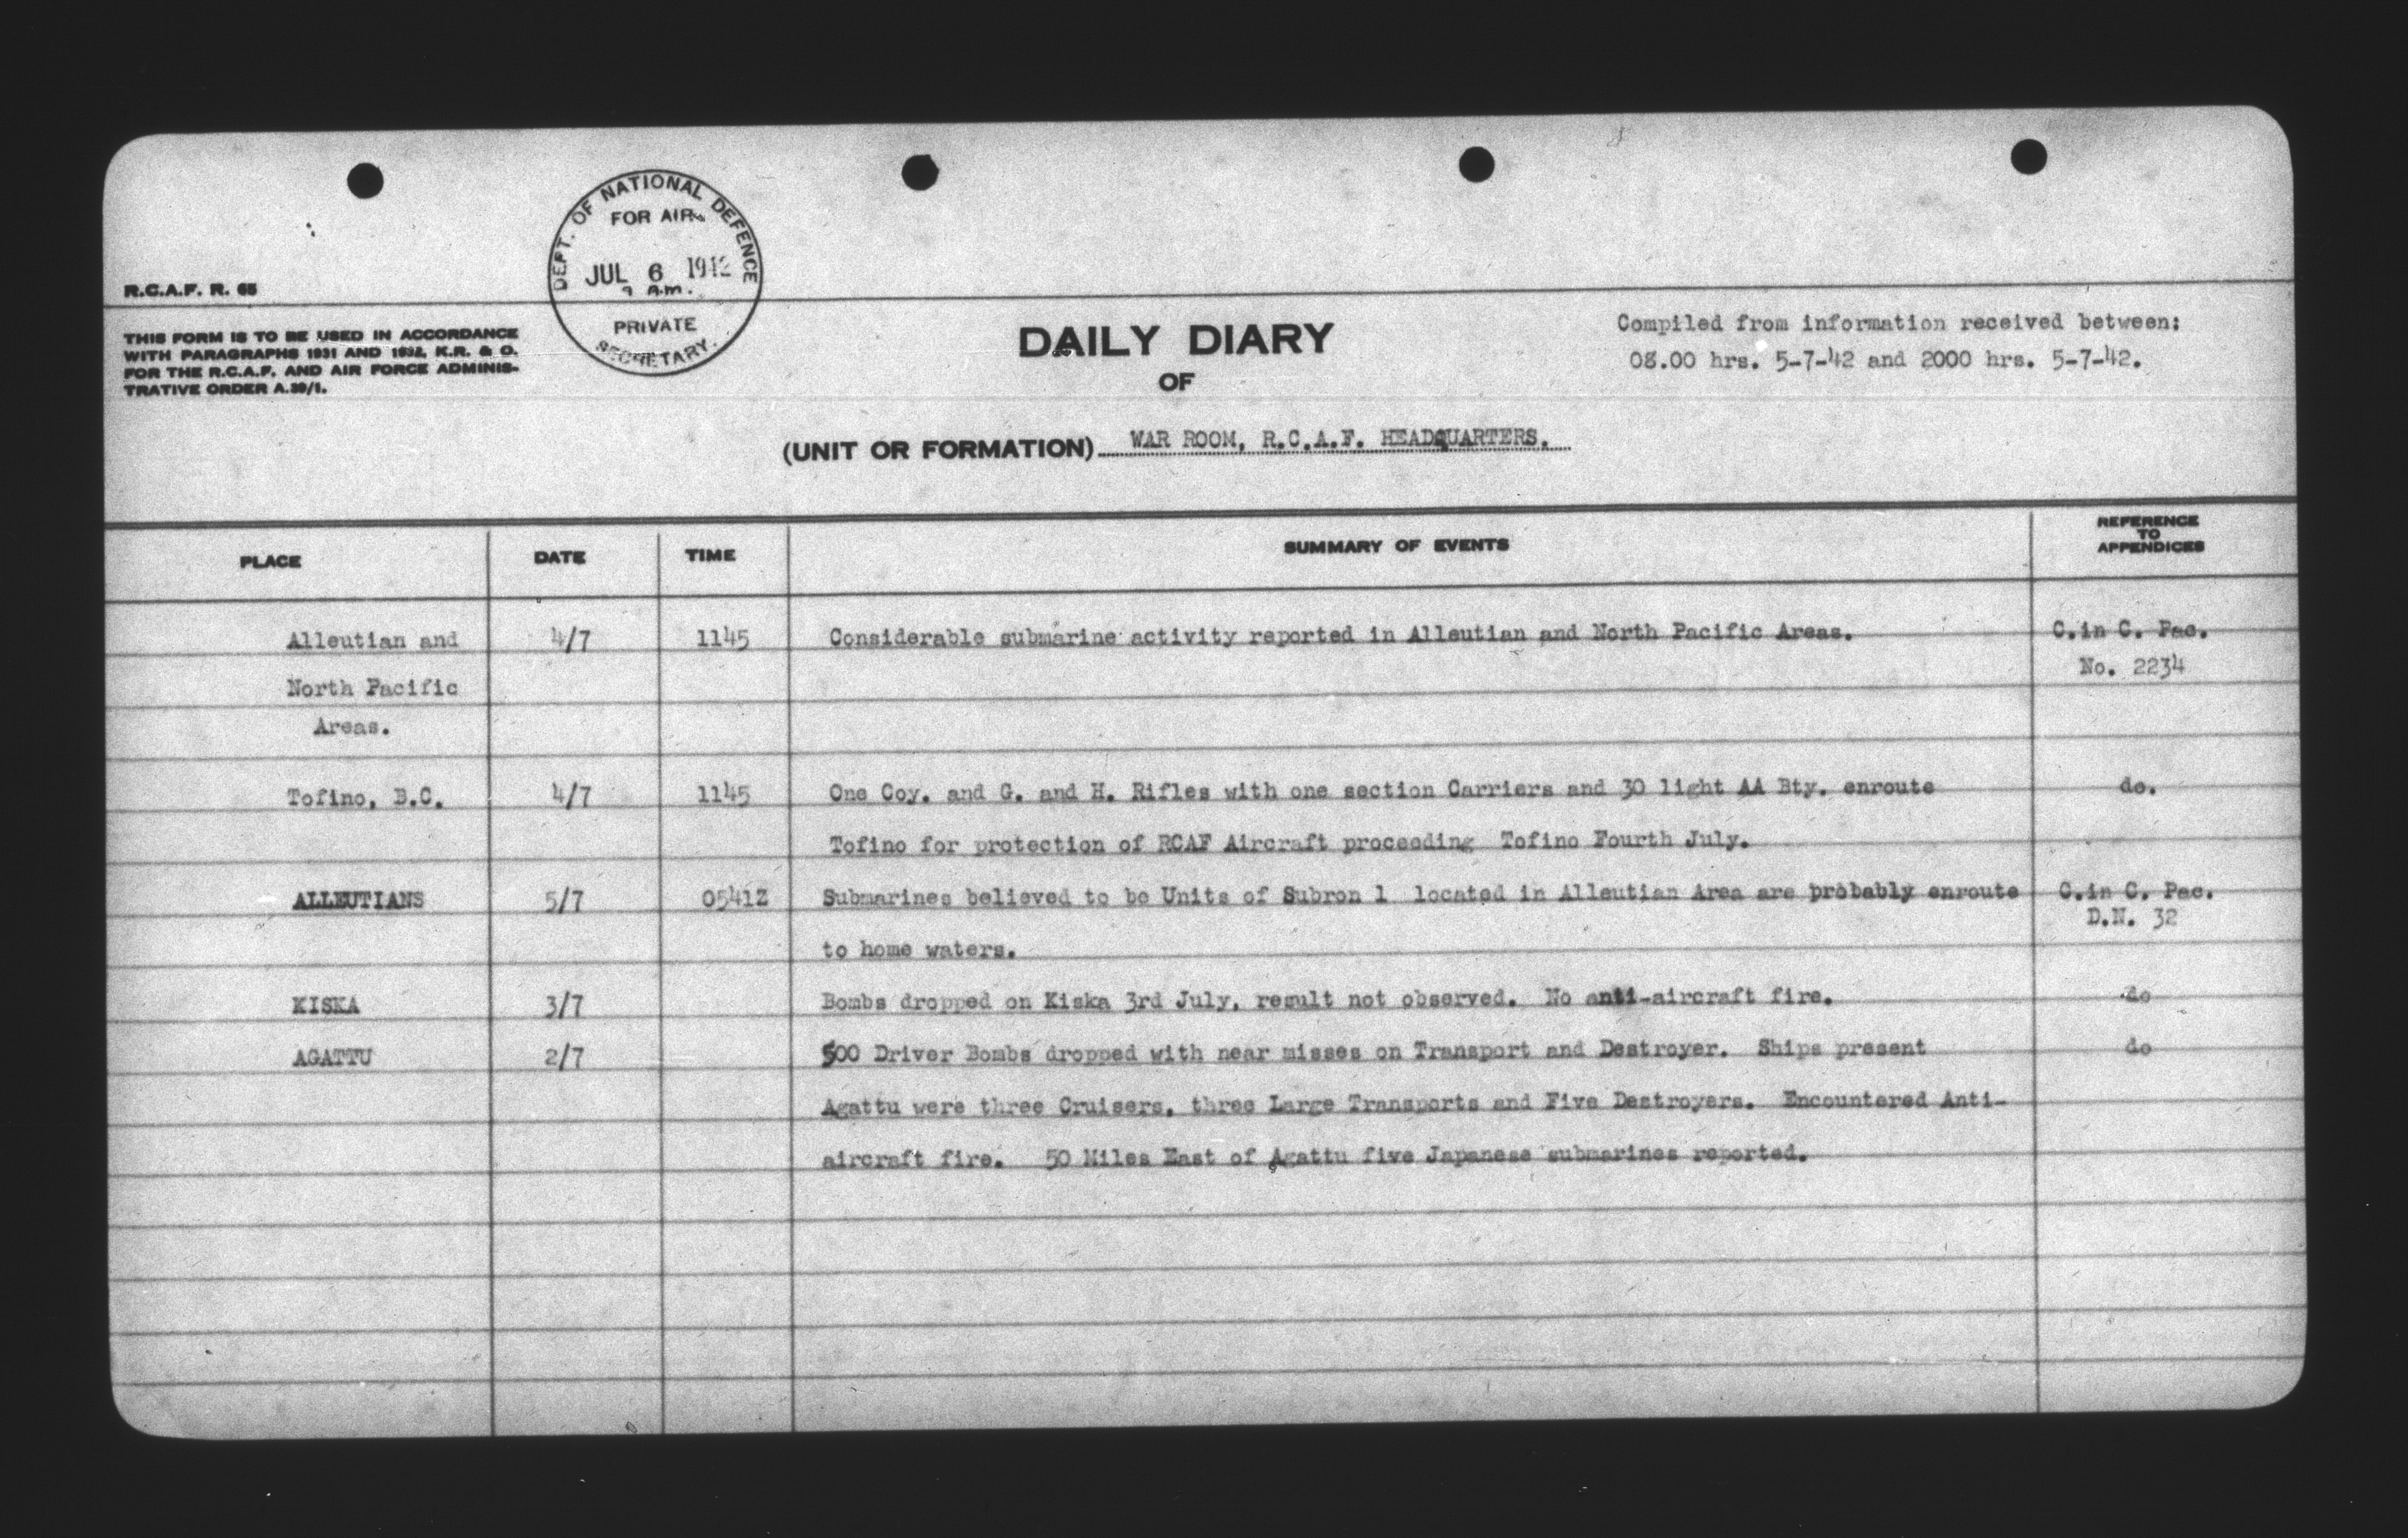 DEPT. OF NATIONAL DEFENCE
FOR AIR
JUL 6 1942
9 A.M.
PRIVATE
SECRETARY.
R.C.A.F. R. 65
THIS FORM IS TO BE USED IN ACCORDANCE
WITH PARAGRAPHS 1931 AND 1932, K.R. & O.
FOR THE R.C.A.F. AND AIR FORCE ADMINIS-
TRATIVE ORDER A.39/1.
DAILY DIARY
OF
Compiled from information received between:
08.00 hrs. 5-7-42 and 2000 hrs. 5-7-42.
(UNIT OR FORMATION) WAR ROOM, R.C.A.F. HEADQUARTERS.
PLACE DATE TIME SUMMARY OF EVENTS REFERENCE TO APPENDICES
Alleutian and 4/7 1145 Considerable submarine activity reported in Alleutian and North Pacific Areas. C.in C. Pac.
North Pacific No. 2234
Areas.
Tofino, B.C. 4/7 1145 One Coy. and G. and H. Rifles with one section Carriers and 30 light AA Bty. enroute do.
Tofino for protection of RCAF Aircraft proceeding Tofino Fourth July.
ALLEUTIANS 5/7 0541Z Submarines believed to be Units of Subron 1 located in Alleutian Area are probably enroute C.in C. Pac.
D.N. 32
to home waters.
KISKA 3/7 Bombs dropped on Kiska 3rd July, result not observed. No anti-aircraft fire. do
AGATTU 2/7 500 Driver Bombs dropped with near misses on Transport and Destroyer. Ships present do
Agattu were three Cruisers, three Large Transports and Five Destroyers. Encountered Anti-
aircraft fire. 50 Miles East of Agattu five Japanese submarines reported.